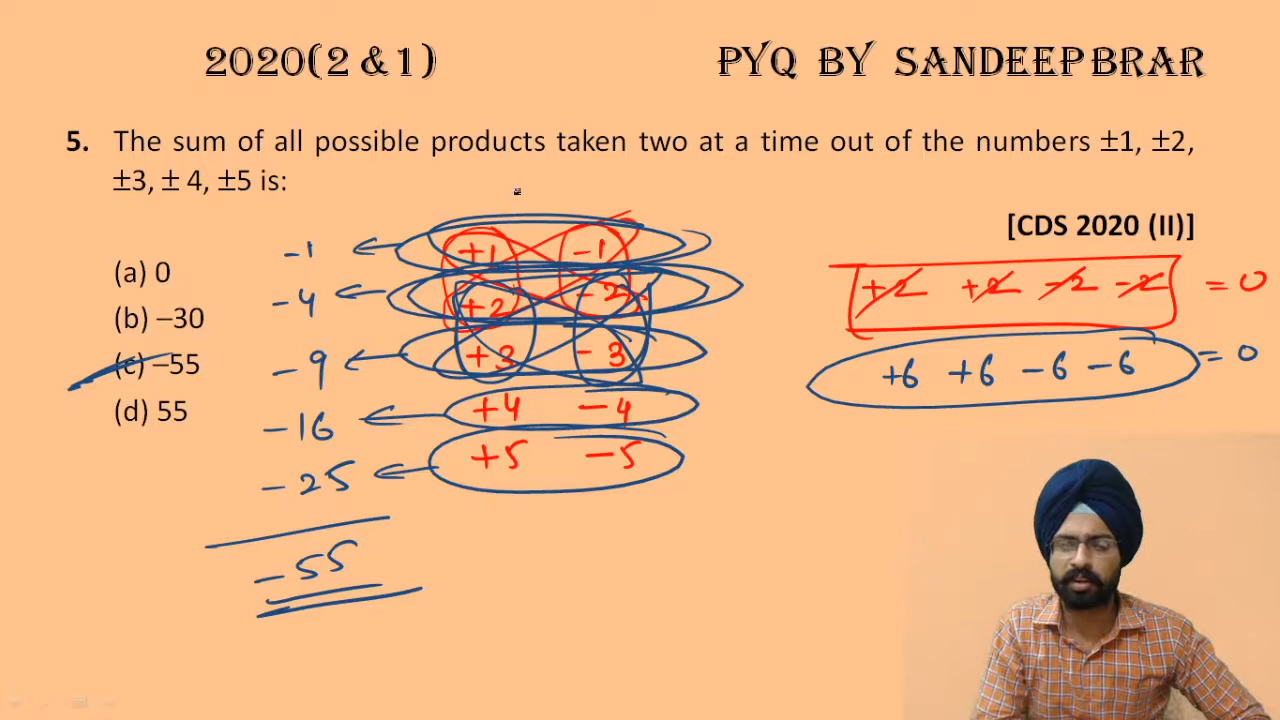 2020(2 & 1)
PYQ BY SANDEEP BRAR
5. The sum of all possible products taken two at a time out of the numbers ±1, ±2,
±3, ± 4, ±5 is:
[CDS 2020 (II)]
(a) 0
(b) –30
(c) –55
(d) 55
-1 +1 -1
-4 +2 -2
-9 +3 -3
-16 +4 -4
-25 +5 -5
-55
+2 +2 -2 -2 = 0
+6 +6 -6 -6 = 0